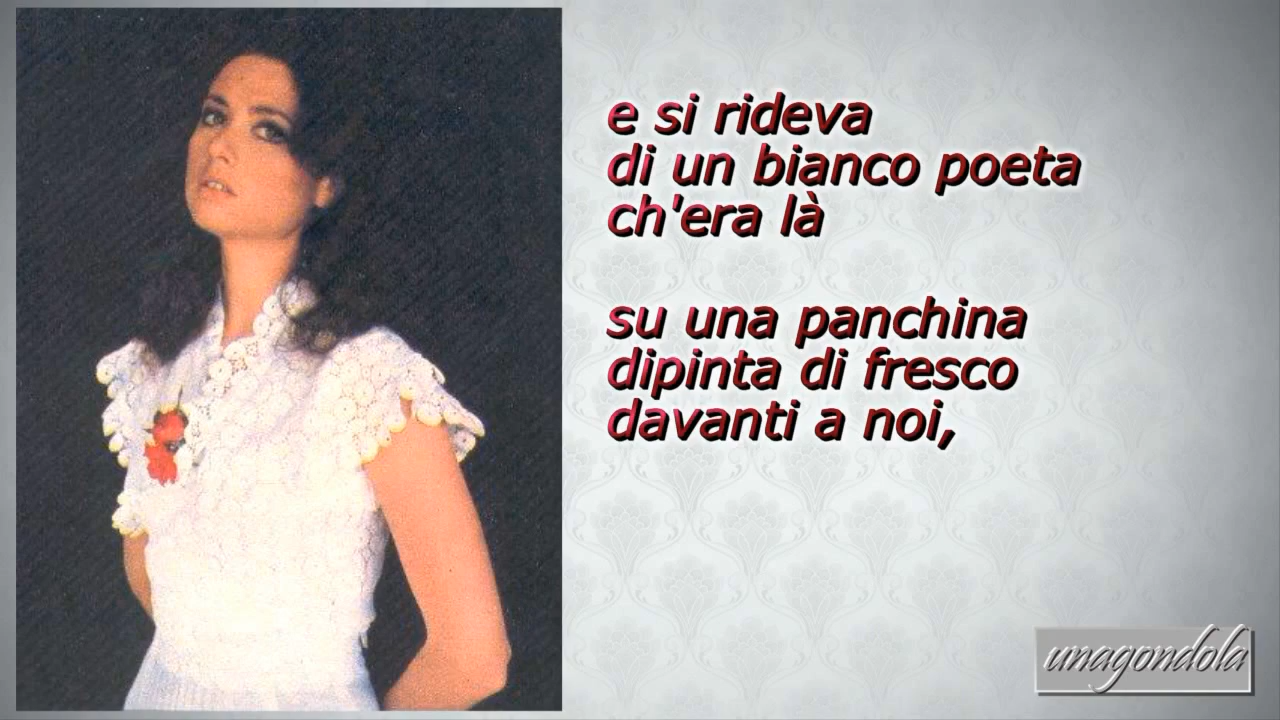 e si rideva
di un bianco poeta
ch'era là
su una panchina
dipinta di fresco
davanti a noi,
unagondola